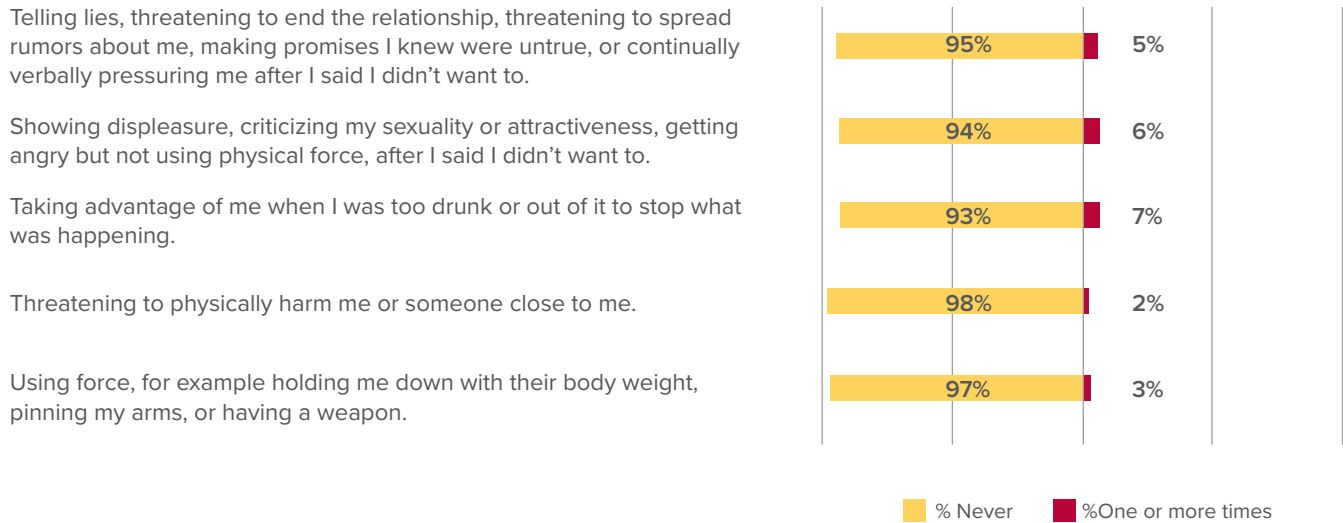 Telling lies, threatening to end the relationship, threatening to spread
rumors about me, making promises I knew were untrue, or continually
verbally pressuring me after I said I didn’t want to.
95%
5%
Showing displeasure, criticizing my sexuality or attractiveness, getting
angry but not using physical force, after I said I didn’t want to.
94%
6%
Taking advantage of me when I was too drunk or out of it to stop what
was happening.
93%
7%
Threatening to physically harm me or someone close to me.
98%
2%
Using force, for example holding me down with their body weight,
pinning my arms, or having a weapon.
97%
3%
% Never
%One or more times